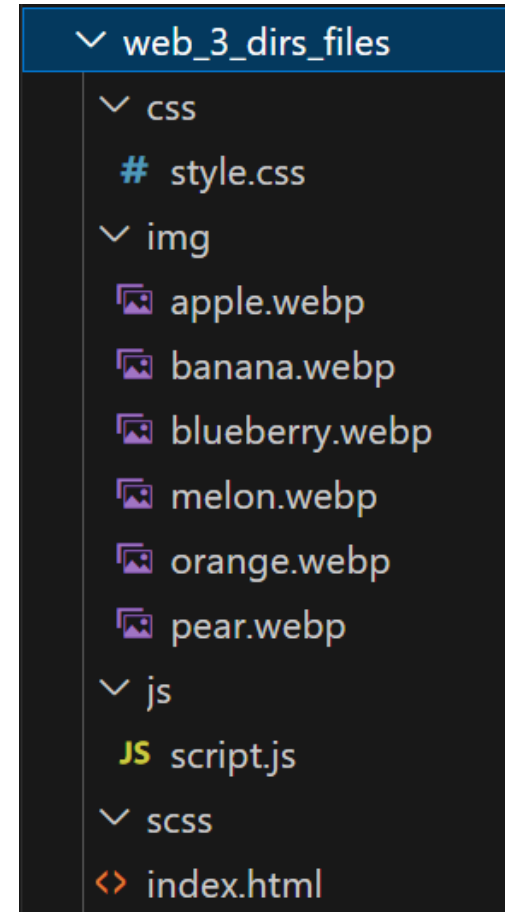 web_3_dirs_files
css
# style.css
img
apple.webp
banana.webp
blueberry.webp
melon.webp
orange.webp
pear.webp
js
JS script.js
scss
<> index.html